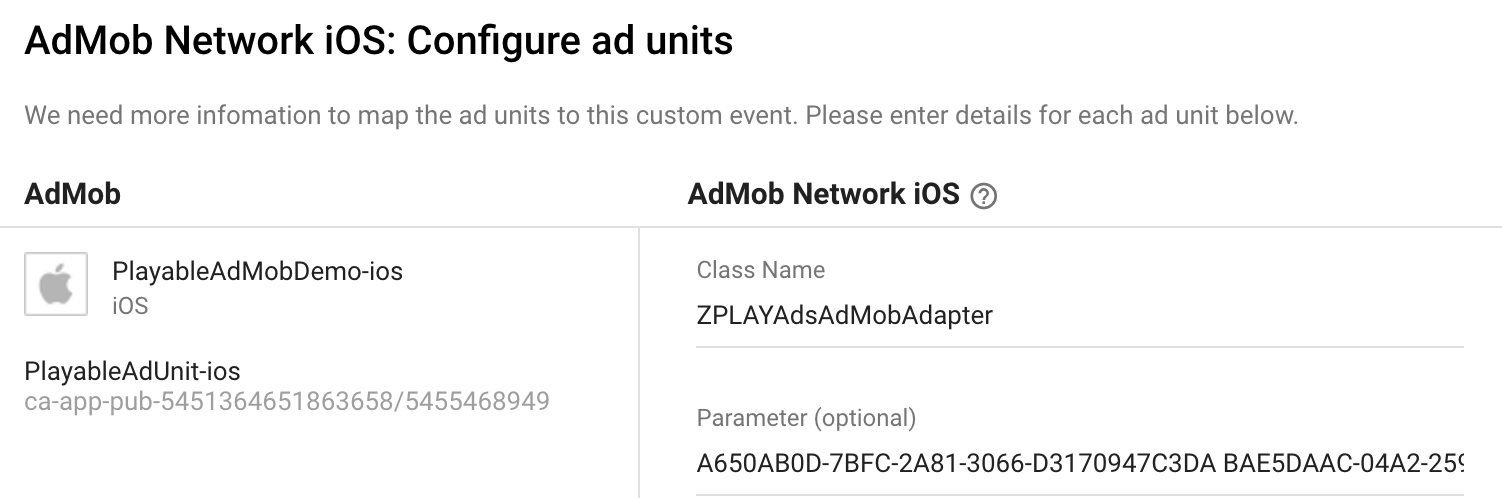 AdMob Network iOS: Configure ad units
We need more infomation to map the ad units to this custom event. Please enter details for each ad unit below.
AdMob
AdMob Network iOS ?
PlayableAdMobDemo-ios
iOS
PlayableAdUnit-ios
ca-app-pub-5451364651863658/5455468949
Class Name
ZPLAYAdsAdMobAdapter
Parameter (optional)
A650AB0D-7BFC-2A81-3066-D3170947C3DA BAE5DAAC-04A2-259